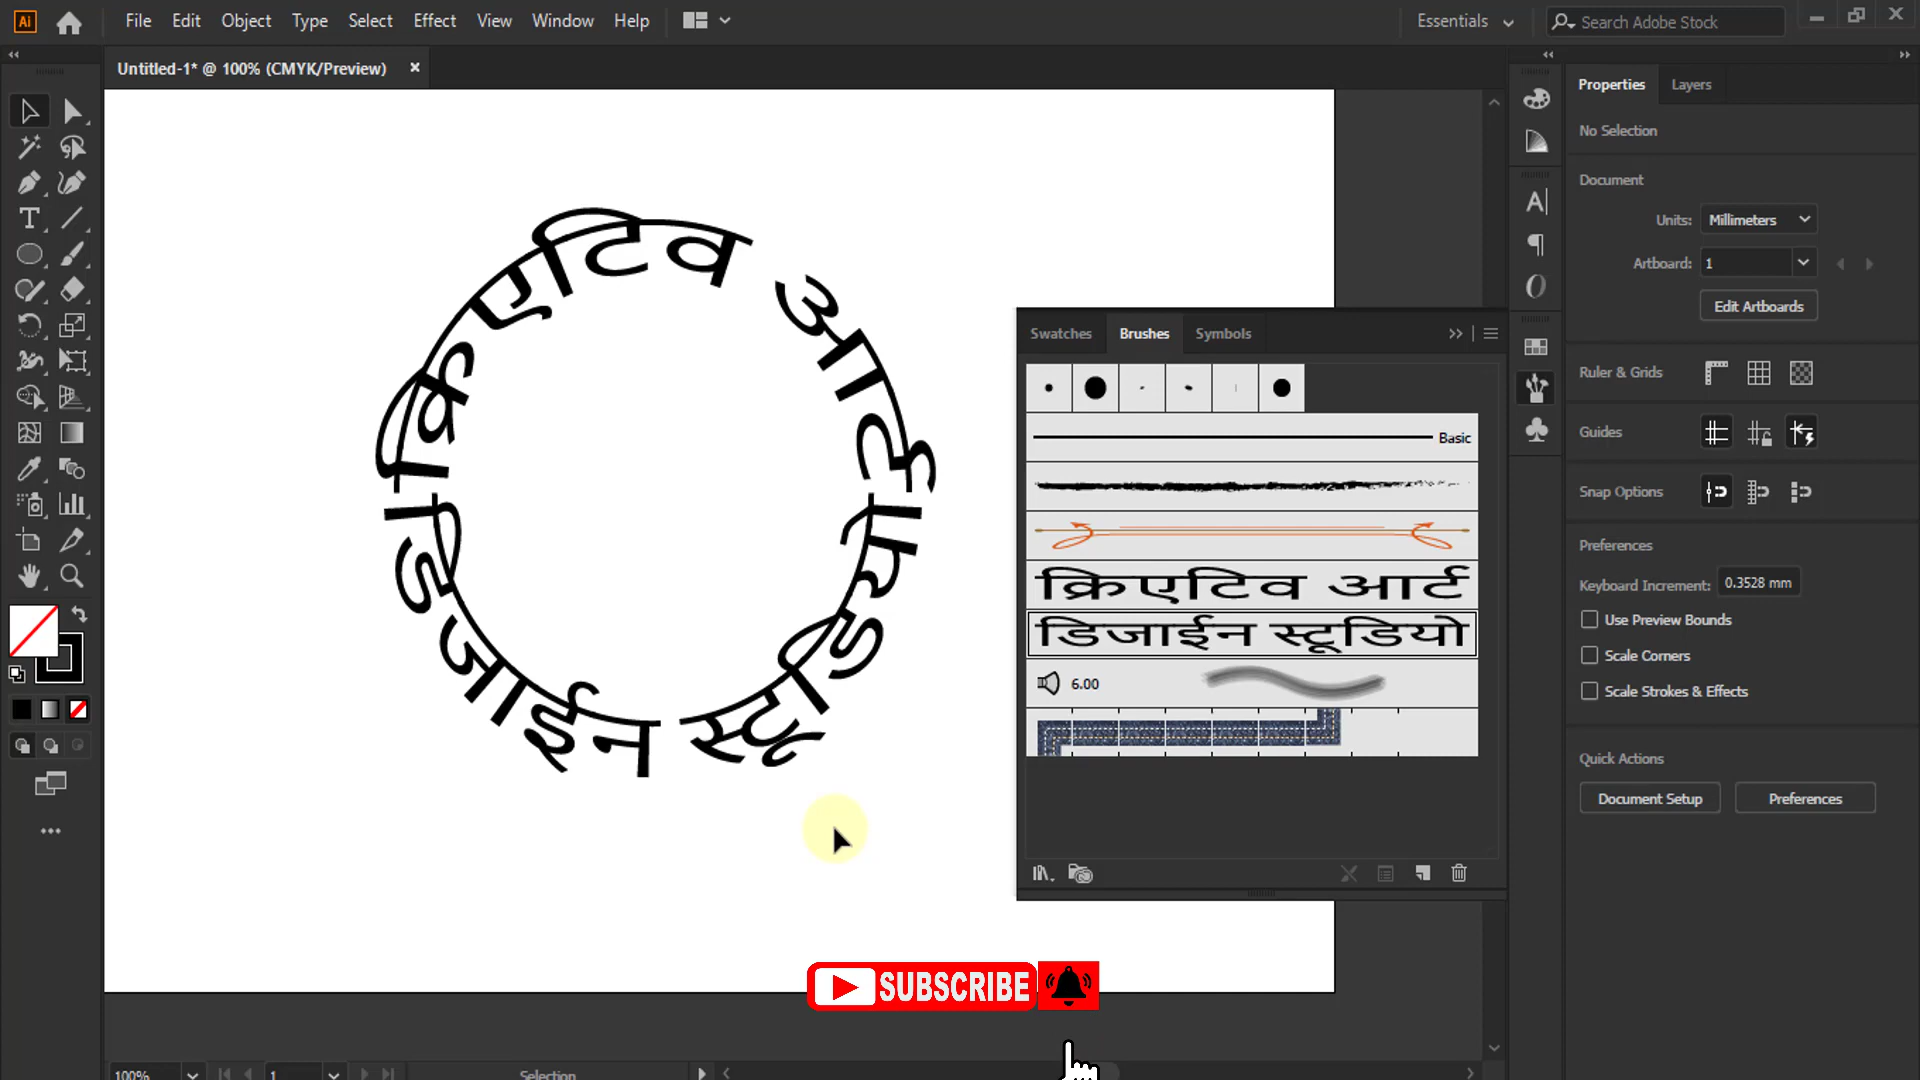 Ai File Edit Object Type Select Effect View Window Help Essentials Search Adobe Stock
Untitled-1* @ 100% (CMYK/Preview) ×
क्रिएटिव आर्ट
डिजाईन स्टूडियो
Swatches Brushes Symbols
Basic
क्रिएटिव आर्ट
डिजाईन स्टूडियो
6.00
Properties Layers
No Selection
Document
Units: Millimeters
Artboard: 1
Edit Artboards
Ruler & Grids
Guides
Snap Options
Preferences
Keyboard Increment: 0.3528 mm
Use Preview Bounds
Scale Corners
Scale Strokes & Effects
Quick Actions
Document Setup Preferences
SUBSCRIBE
100% 1 Selection